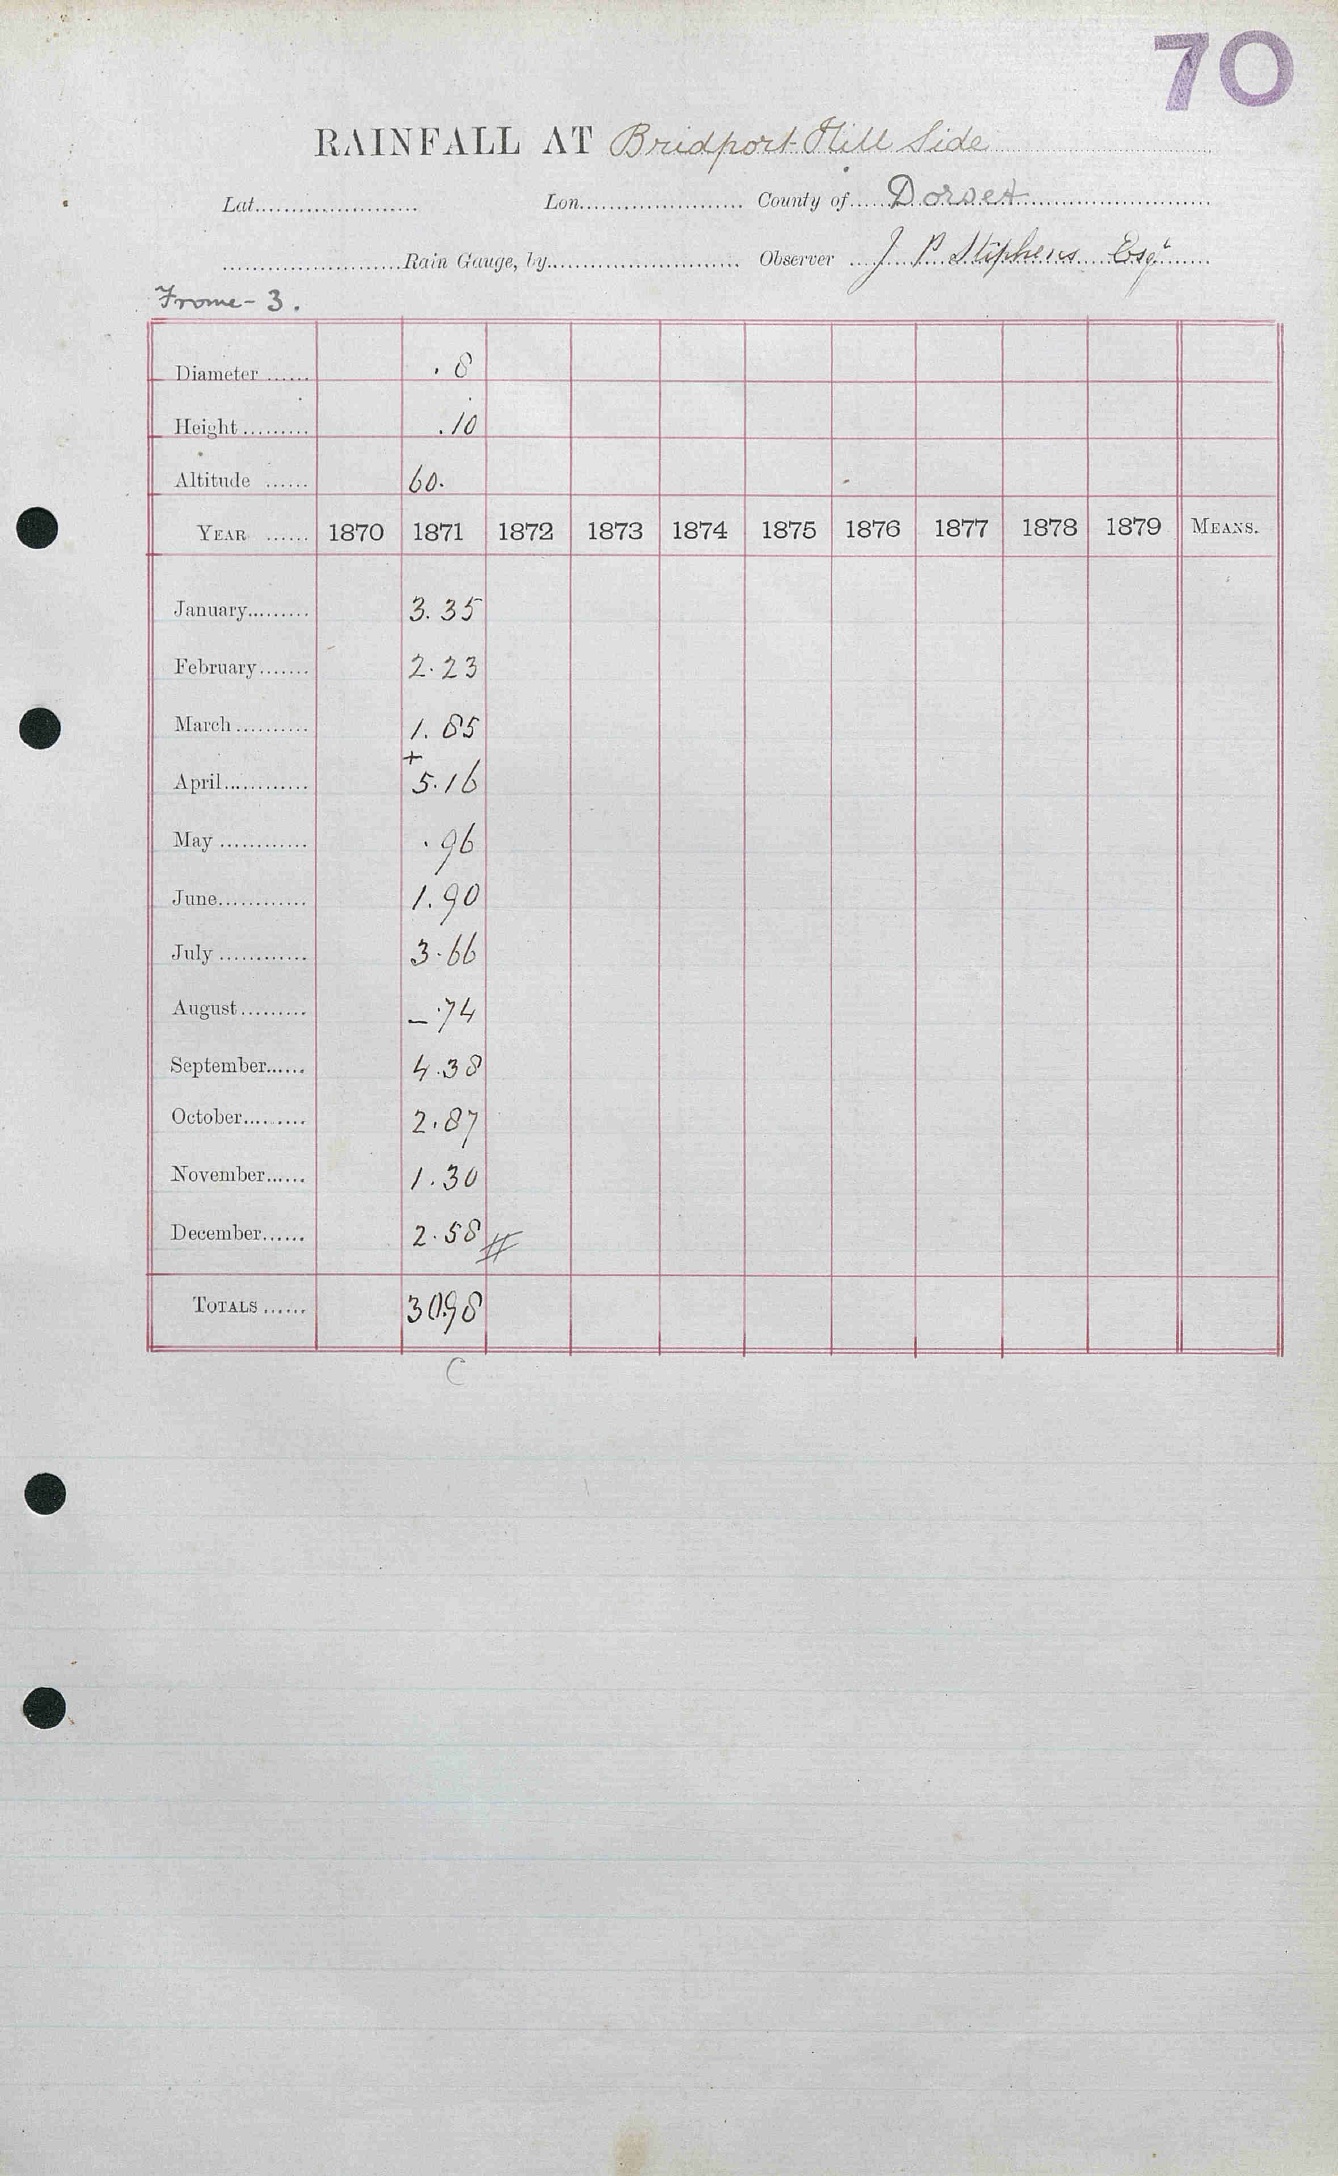 70
RAINFALL AT Bridport Hill Side
Lat.......................... Lon.......................... County of Dorset
..........................Rain Gauge, by.......................... Observer J. P. Stephens Esqr
Frome - 3.
Diameter ...... .8
Height ......... .10
Altitude ...... 60.
YEAR ...... 1870 1871 1872 1873 1874 1875 1876 1877 1878 1879 MEANS.
January......... 3.35
February....... 2.23
March.......... 1.85
+
April............ 5.16
May ............ .96
June............ 1.90
July ............ 3.66
August......... – .74
September...... 4.38
October......... 2.87
November...... 1.30
December...... 2.58 #
TOTALS ...... 30.98
C